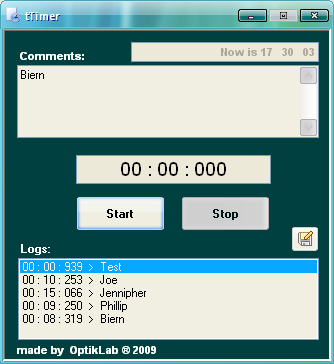 tTimer
Now is 17 30 03
Comments:
Biern
00 : 00 : 000
Start Stop
Logs:
00 : 00 : 939 > Test
00 : 10 : 253 > Joe
00 : 15 : 066 > Jennipher
00 : 09 : 250 > Phillip
00 : 08 : 319 > Biern
made by OptikLab ® 2009